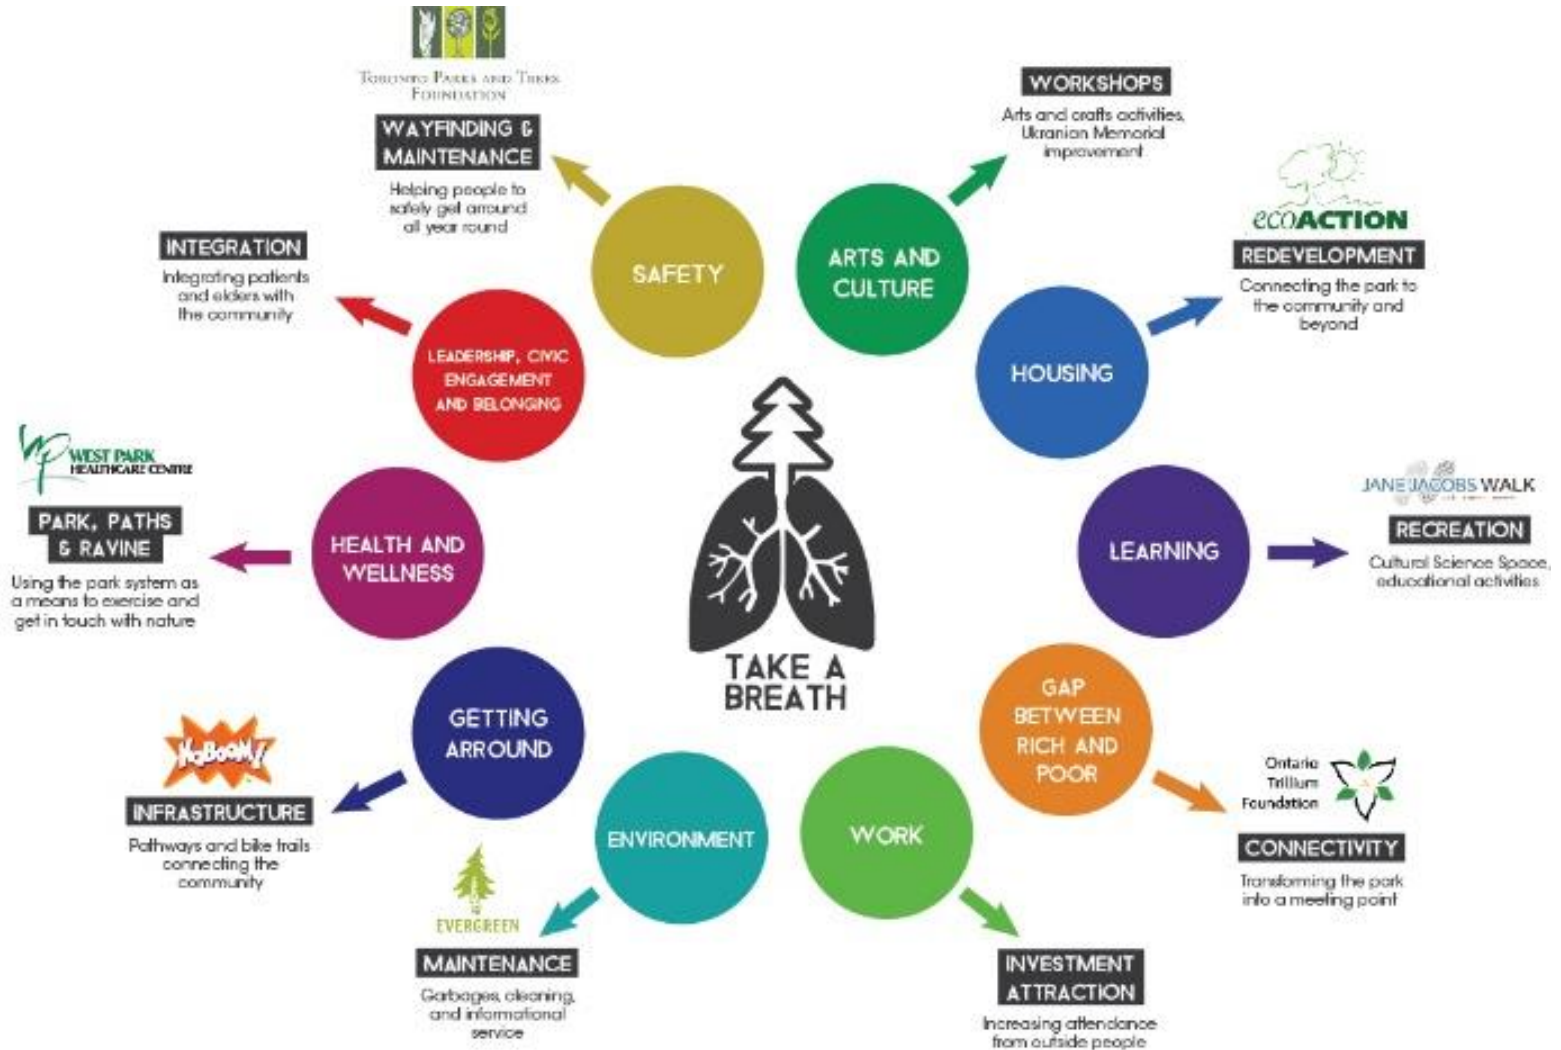 TORONTO PARKS AND TREES
FOUNDATION
WAYFINDING &
MAINTENANCE
Helping people to
safely get arround
all year round
SAFETY
WORKSHOPS
Arts and crafts activities,
Ukranian Memorial
improvement
ARTS AND
CULTURE
ecoACTION
REDEVELOPMENT
Connecting the park to
the community and
beyond
HOUSING
JANE JACOBS WALK
RECREATION
Cultural Science Space,
educational activities
LEARNING
Ontario
Trillium
Foundation
CONNECTIVITY
Transforming the park
into a meeting point
GAP
BETWEEN
RICH AND
POOR
INVESTMENT
ATTRACTION
Increasing attendance
from outside people
WORK
EVERGREEN
MAINTENANCE
Garbages, cleaning,
and informational
service
ENVIRONMENT
KaBOOM!
INFRASTRUCTURE
Pathways and bike trails
connecting the
community
GETTING
ARROUND
WP WEST PARK
HEALTHCARE CENTRE
PARK, PATHS
& RAVINE
Using the park system as
a means to exercise and
get in touch with nature
HEALTH AND
WELLNESS
INTEGRATION
Integrating patients
and elders with
the community
LEADERSHIP, CIVIC
ENGAGEMENT
AND BELONGING
TAKE A
BREATH